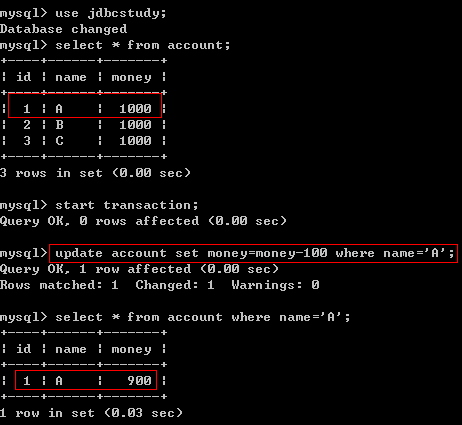 mysql> use jdbcstudy;
Database changed
mysql> select * from account;
+----+------+-------+
| id | name | money |
+----+------+-------+
| 1 | A | 1000 |
| 2 | B | 1000 |
| 3 | C | 1000 |
+----+------+-------+
3 rows in set (0.00 sec)
mysql> start transaction;
Query OK, 0 rows affected (0.00 sec)
mysql> update account set money=money-100 where name='A';
Query OK, 1 row affected (0.00 sec)
Rows matched: 1 Changed: 1 Warnings: 0
mysql> select * from account where name='A';
+----+------+-------+
| id | name | money |
+----+------+-------+
| 1 | A | 900 |
+----+------+-------+
1 row in set (0.03 sec)